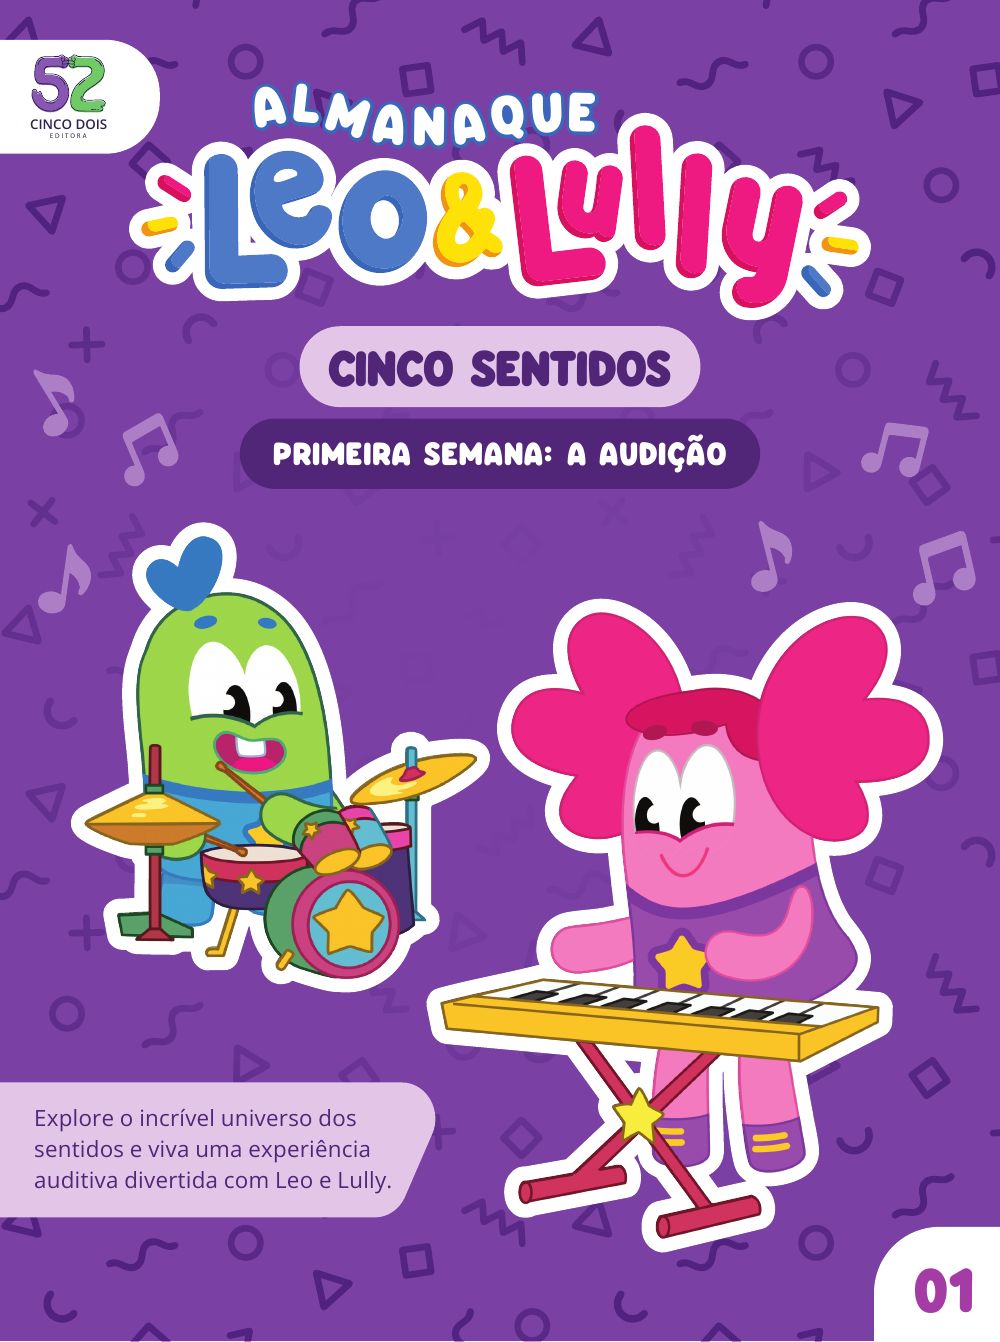 52
CINCO DOIS
EDITORA
ALMANAQUE
Leo&Lully
CINCO SENTIDOS
PRIMEIRA SEMANA: A AUDIÇÃO
Explore o incrível universo dos
sentidos e viva uma experiência
auditiva divertida com Leo e Lully.
01